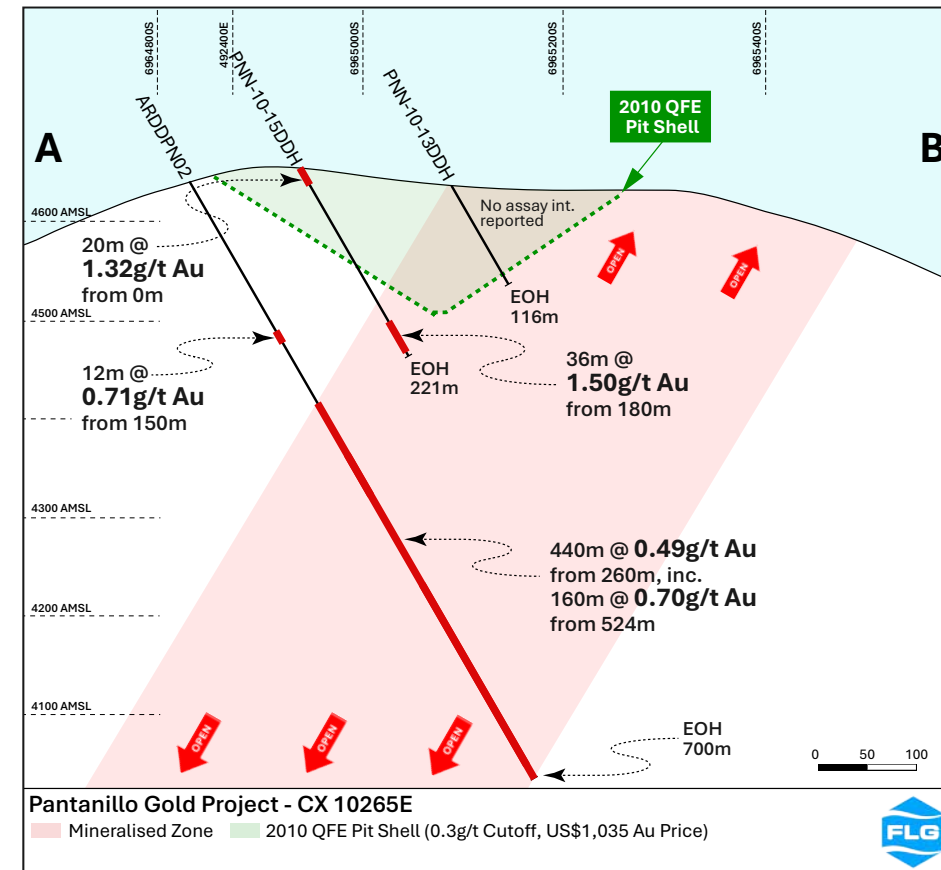 6964800S
492400E
6965000S
6965200S
6965400S
ARDDPN02
PNN-10-15DDH
PNN-10-13DDH
2010 QFE
Pit Shell
A
B
No assay int.
reported
4600 AMSL
20m @
1.32g/t Au
from 0m
OPEN
OPEN
EOH
116m
4500 AMSL
12m @
0.71g/t Au
from 150m
EOH
221m
36m @
1.50g/t Au
from 180m
4300 AMSL
440m @ 0.49g/t Au
from 260m, inc.
160m @ 0.70g/t Au
from 524m
4200 AMSL
4100 AMSL
OPEN
OPEN
OPEN
EOH
700m
0 50 100
Pantanillo Gold Project - CX 10265E
Mineralised Zone
2010 QFE Pit Shell (0.3g/t Cutoff, US$1,035 Au Price)
FLG